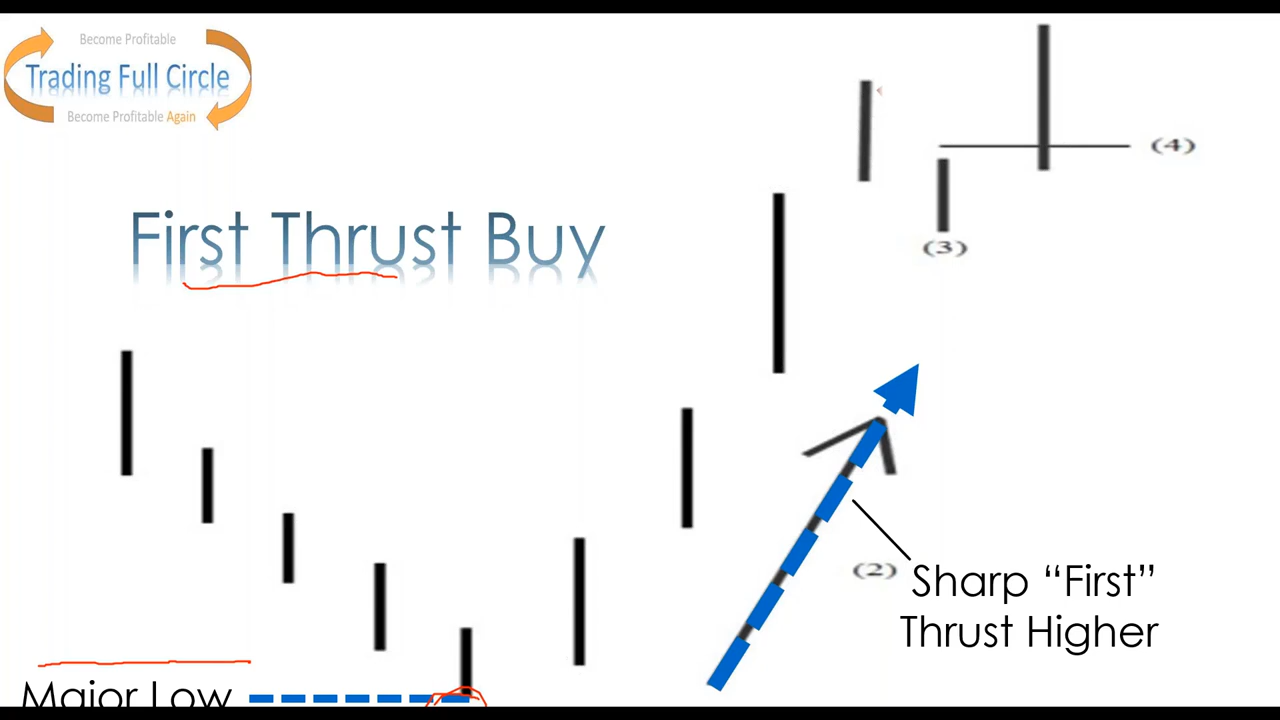 Become Profitable
Trading Full Circle
Become Profitable Again
(4)
First Thrust Buy
(3)
(2)
Sharp “First”
Thrust Higher
Major Low